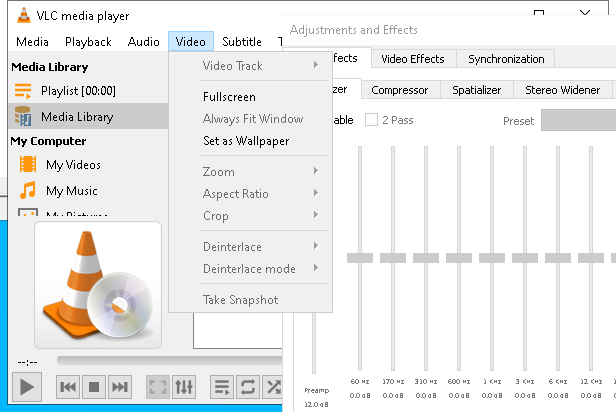 VLC media player
Media Playback Audio Video Subtitle
Media Library
Playlist [00:00]
Media Library
My Computer
My Videos
My Music
My Pictures
--:--
Video Track
Fullscreen
Always Fit Window
Set as Wallpaper
Zoom
Aspect Ratio
Crop
Deinterlace
Deinterlace mode
Take Snapshot
Adjustments and Effects
Video Effects Synchronization
Compressor Spatializer Stereo Widener
2 Pass Preset
60 Hz 170 Hz 310 Hz 600 Hz 1 KHz 3 KHz 6 KHz 12 KHz
Preamp 0.0 dB 0.0 dB 0.0 dB 0.0 dB 0.0 dB 0.0 dB 0.0 dB 0.0 dB
12.0 dB